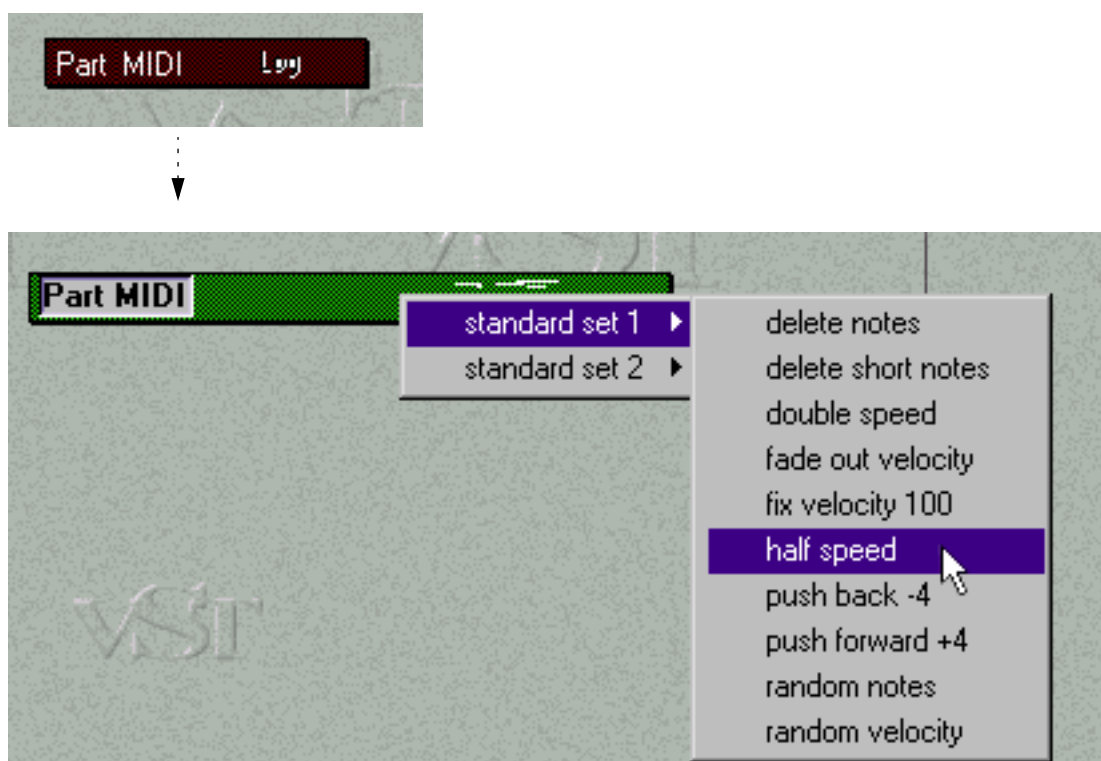 Part MIDI
Part MIDI
standard set 1
standard set 2
delete notes
delete short notes
double speed
fade out velocity
fix velocity 100
half speed
push back -4
push forward +4
random notes
random velocity
VST